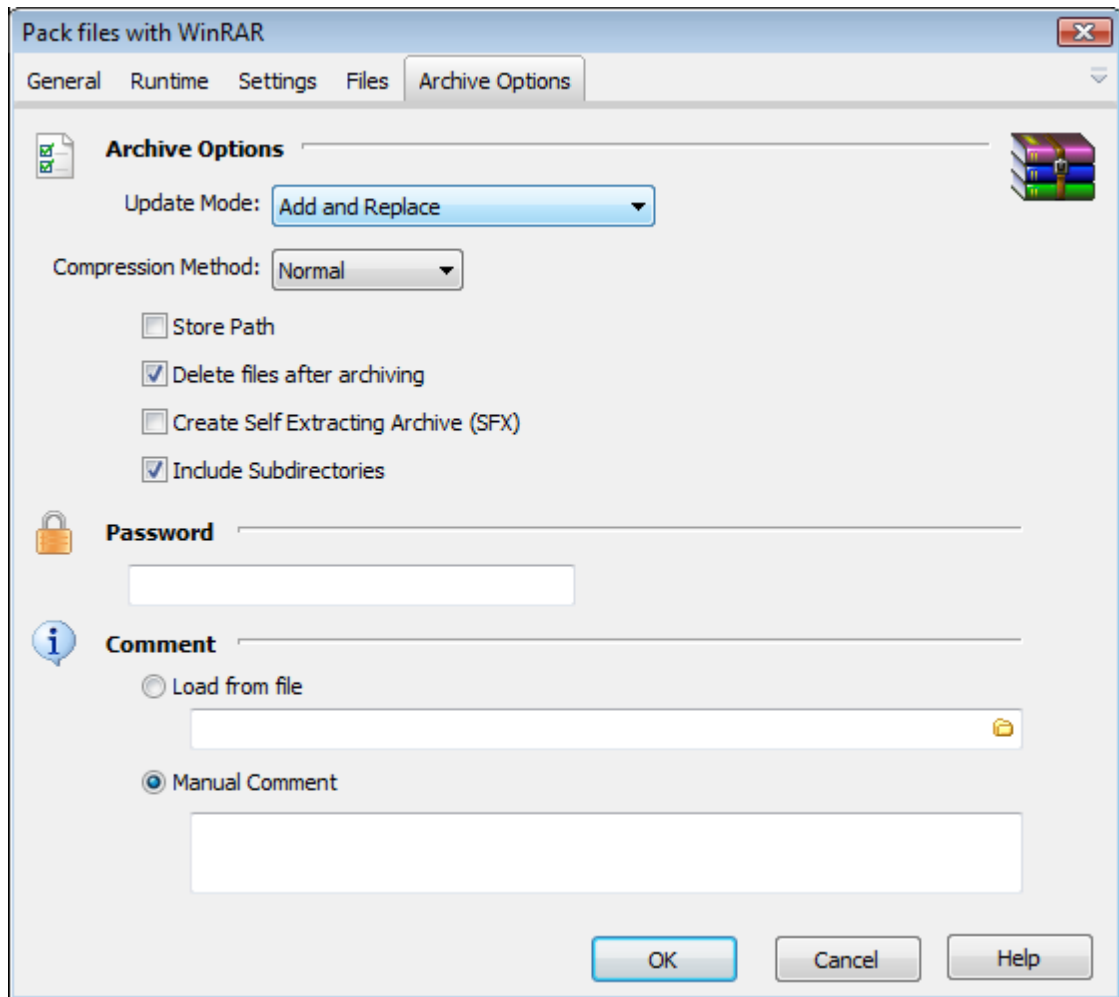 Pack files with WinRAR
General Runtime Settings Files Archive Options
Archive Options
Update Mode: Add and Replace
Compression Method: Normal
Store Path
Delete files after archiving
Create Self Extracting Archive (SFX)
Include Subdirectories
Password
Comment
Load from file
Manual Comment
OK Cancel Help